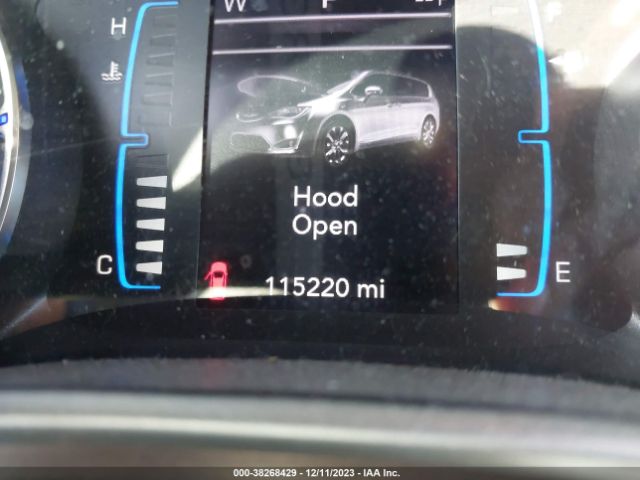 W
H
Hood
Open
C
E
115220 mi
000-38268429 - 12/11/2023 - IAA Inc.